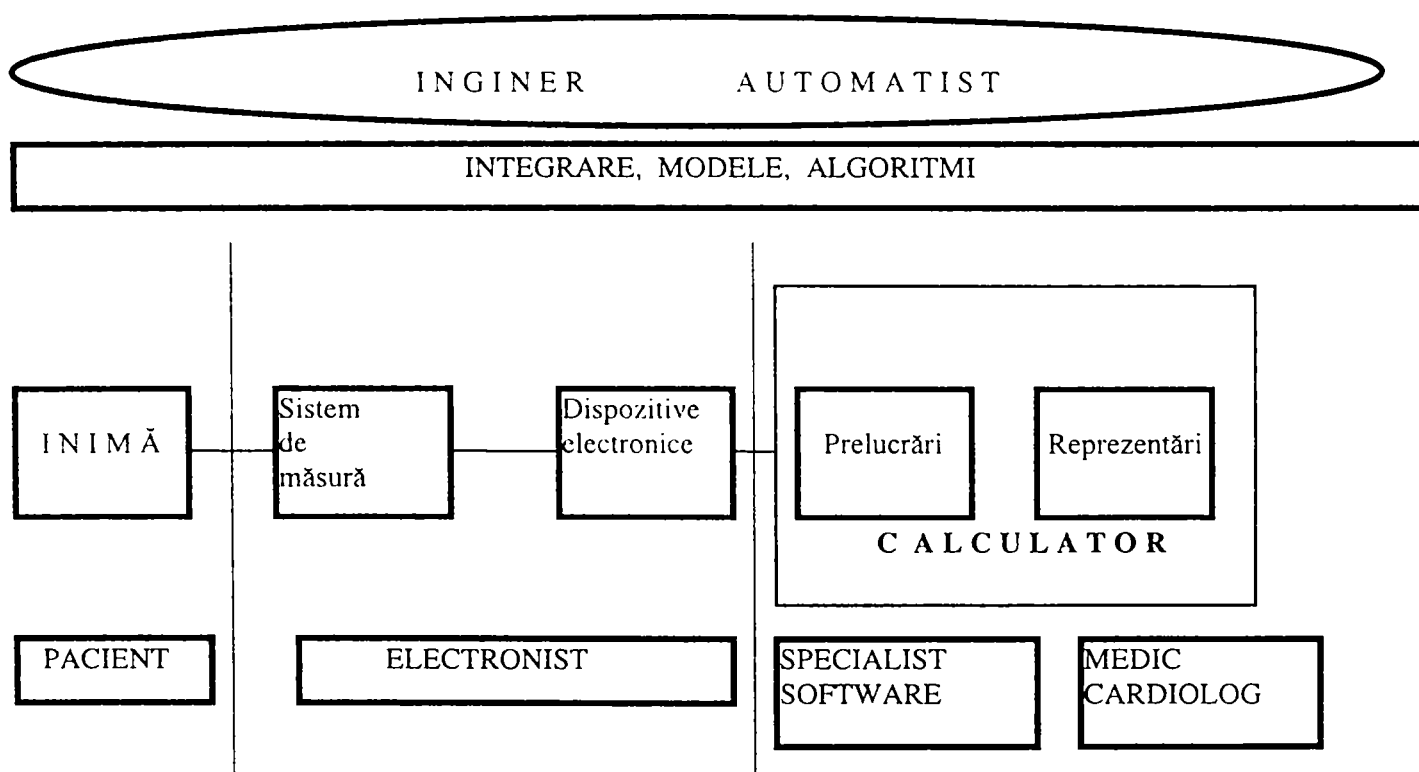 INGINER AUTOMATIST
INTEGRARE, MODELE, ALGORITMI
INIMĂ
Sistem
de
măsură
Dispozitive
electronice
Prelucrări
Reprezentări
CALCULATOR
PACIENT
ELECTRONIST
SPECIALIST
SOFTWARE
MEDIC
CARDIOLOG